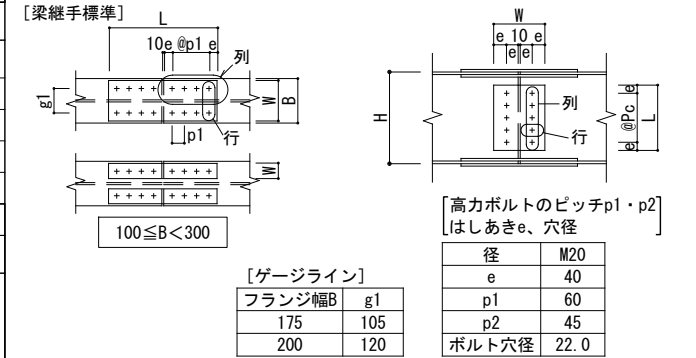 [梁継手標準]
L
10e @p1 e
列
g1
W
B
p1
行
W
100≦B<300
W
e 10 e
e e
H
列
行
e
@Pc
e
L
[高力ボルトのピッチp1・p2]
[はしあきe、穴径]
[ゲージライン]
フランジ幅B g1
175 105
200 120
径 M20
e 40
p1 60
p2 45
ボルト穴径 22.0